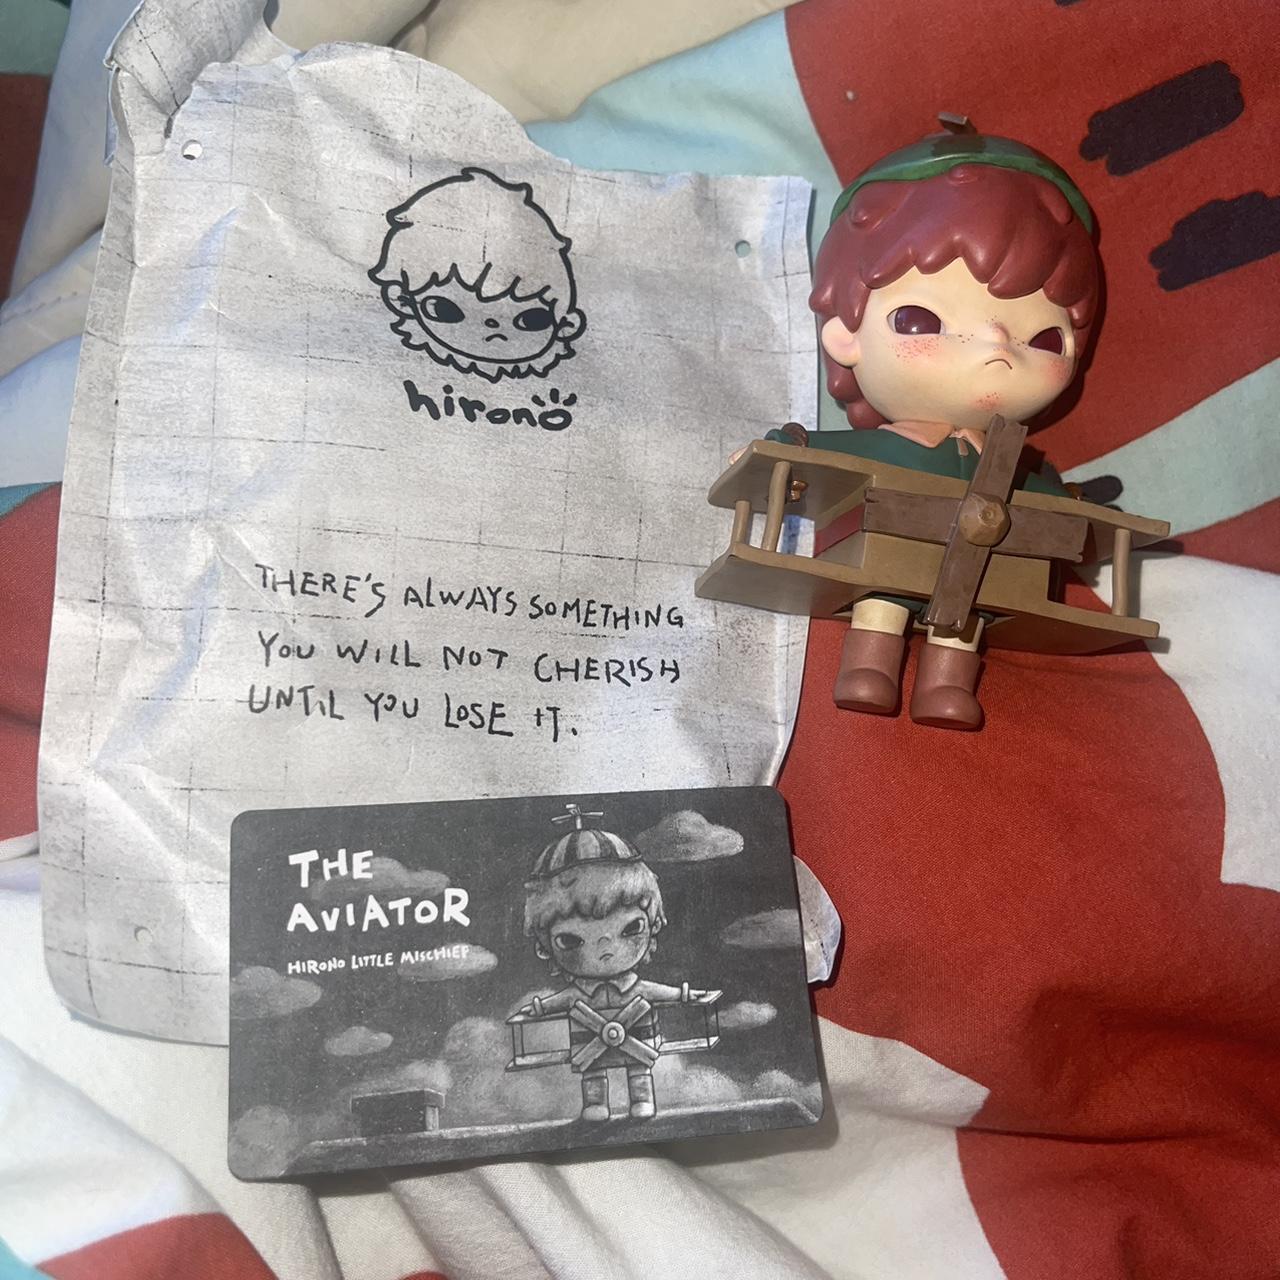 hirono
THERE'S ALWAYS SOMETHING
YOU WILL NOT CHERISH
UNTIL YOU LOSE IT.
THE
AVIATOR
HIRONO LITTLE MISCHIEF